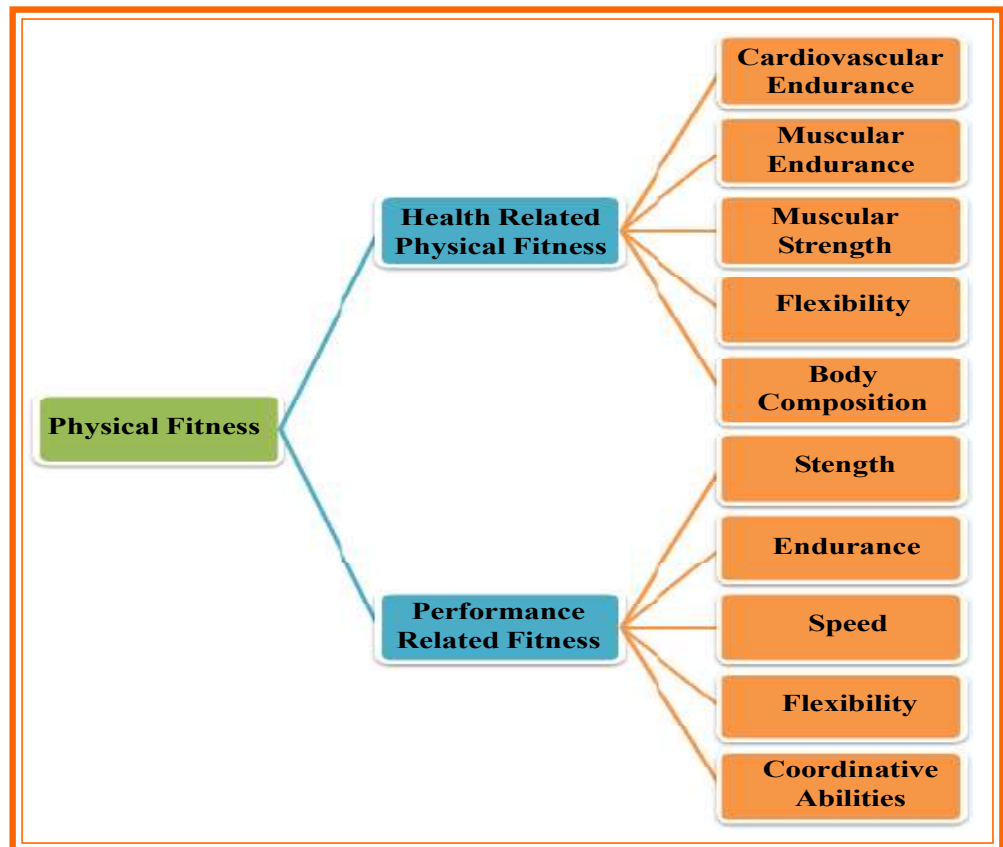 Physical Fitness
Health Related
Physical Fitness
Cardiovascular
Endurance
Muscular
Endurance
Muscular
Strength
Flexibility
Body
Composition
Performance
Related Fitness
Stength
Endurance
Speed
Flexibility
Coordinative
Abilities